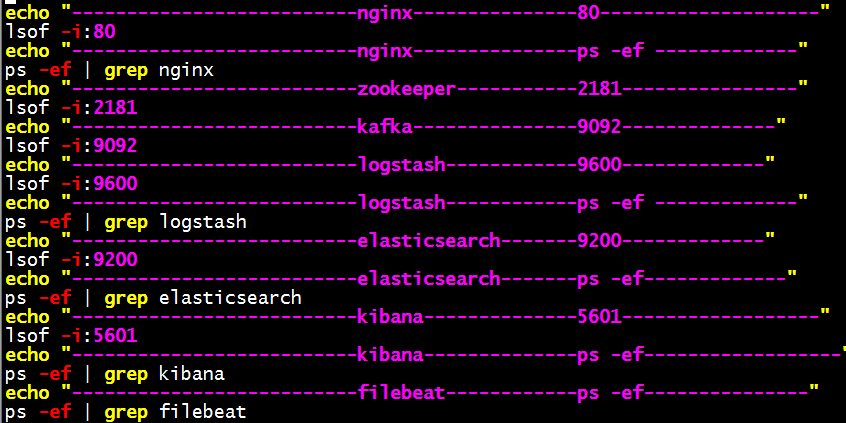 echo "--------------------------nginx---------------80--------------------"
lsof -i:80
echo "--------------------------nginx---------------ps -ef -------------"
ps -ef | grep nginx
echo "--------------------------zookeeper-----------2181----------------"
lsof -i:2181
echo "--------------------------kafka---------------9092--------------"
lsof -i:9092
echo "--------------------------logstash------------9600-------------"
lsof -i:9600
echo "--------------------------logstash------------ps -ef -------------"
ps -ef | grep logstash
echo "--------------------------elasticsearch-------9200-------------"
lsof -i:9200
echo "--------------------------elasticsearch-------ps -ef-------------"
ps -ef | grep elasticsearch
echo "--------------------------kibana--------------5601------------------"
lsof -i:5601
echo "--------------------------kibana--------------ps -ef------------------"
ps -ef | grep kibana
echo "--------------------------filebeat------------ps -ef---------------"
ps -ef | grep filebeat